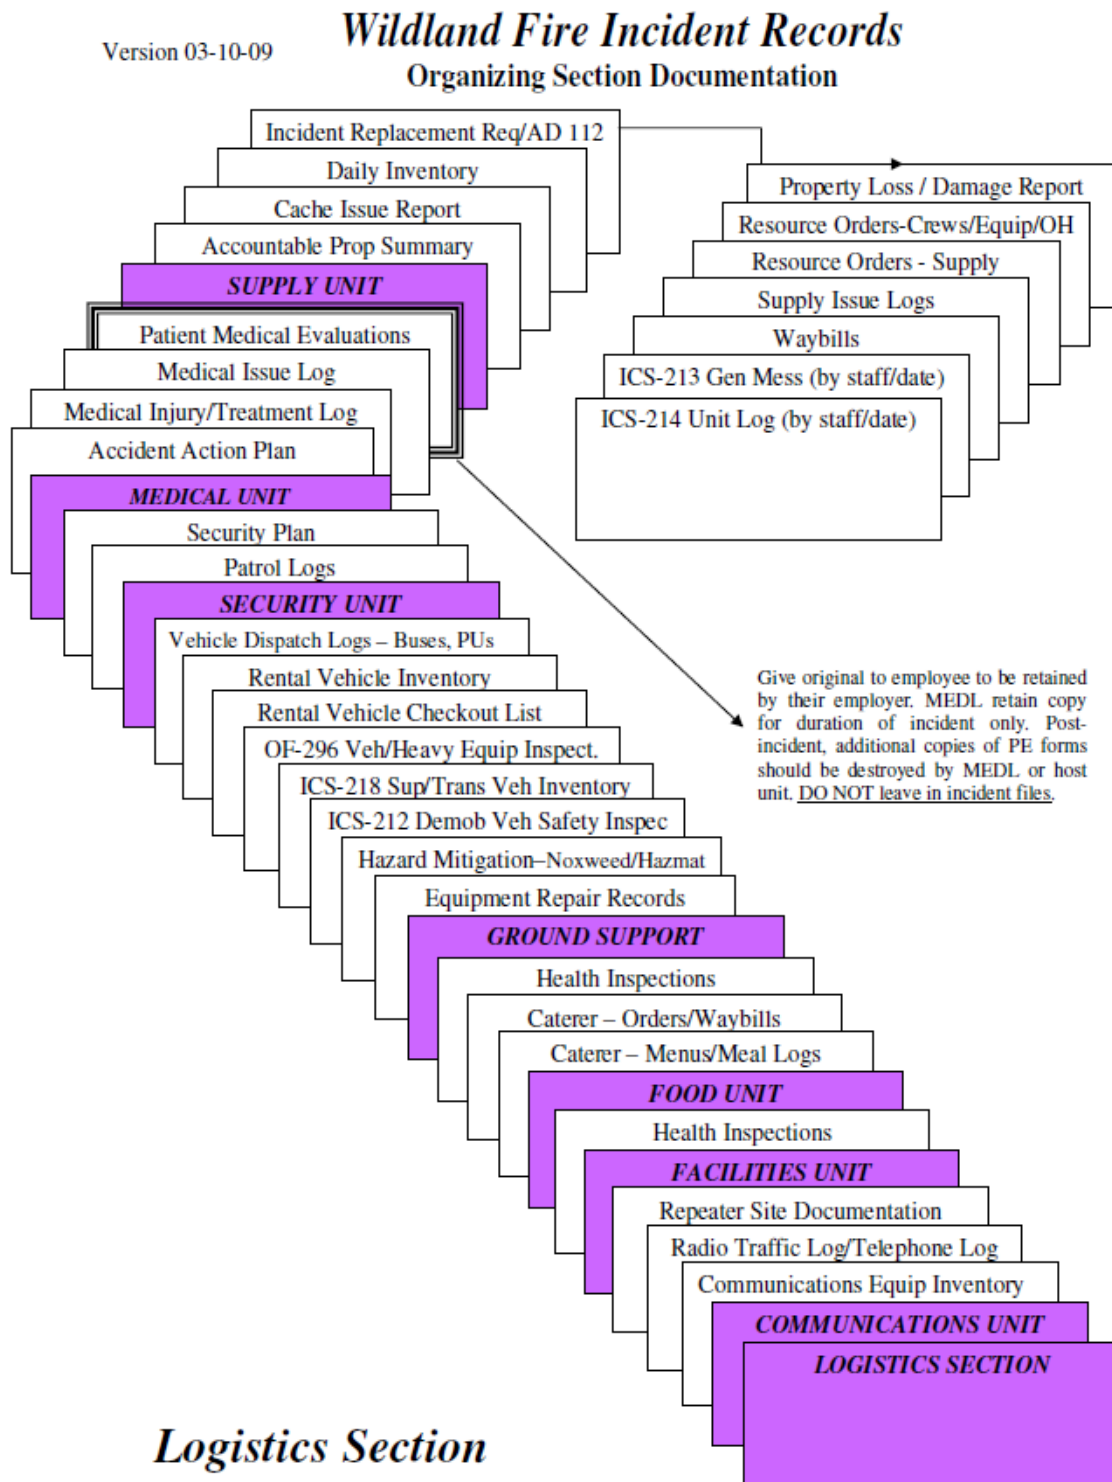 Version 03-10-09
Wildland Fire Incident Records
Organizing Section Documentation
Incident Replacement Req/AD 112
Daily Inventory
Cache Issue Report
Accountable Prop Summary
SUPPLY UNIT
Patient Medical Evaluations
Medical Issue Log
Medical Injury/Treatment Log
Accident Action Plan
MEDICAL UNIT
Security Plan
Patrol Logs
SECURITY UNIT
Vehicle Dispatch Logs – Buses, PUs
Rental Vehicle Inventory
Rental Vehicle Checkout List
OF-296 Veh/Heavy Equip Inspect.
ICS-218 Sup/Trans Veh Inventory
ICS-212 Demob Veh Safety Inspec
Hazard Mitigation–Noxweed/Hazmat
Equipment Repair Records
GROUND SUPPORT
Health Inspections
Caterer – Orders/Waybills
Caterer – Menus/Meal Logs
FOOD UNIT
Health Inspections
FACILITIES UNIT
Repeater Site Documentation
Radio Traffic Log/Telephone Log
Communications Equip Inventory
COMMUNICATIONS UNIT
LOGISTICS SECTION
Property Loss / Damage Report
Resource Orders-Crews/Equip/OH
Resource Orders - Supply
Supply Issue Logs
Waybills
ICS-213 Gen Mess (by staff/date)
ICS-214 Unit Log (by staff/date)
Give original to employee to be retained
by their employer. MEDL retain copy
for duration of incident only. Post-
incident, additional copies of PE forms
should be destroyed by MEDL or host
unit. DO NOT leave in incident files.
Logistics Section